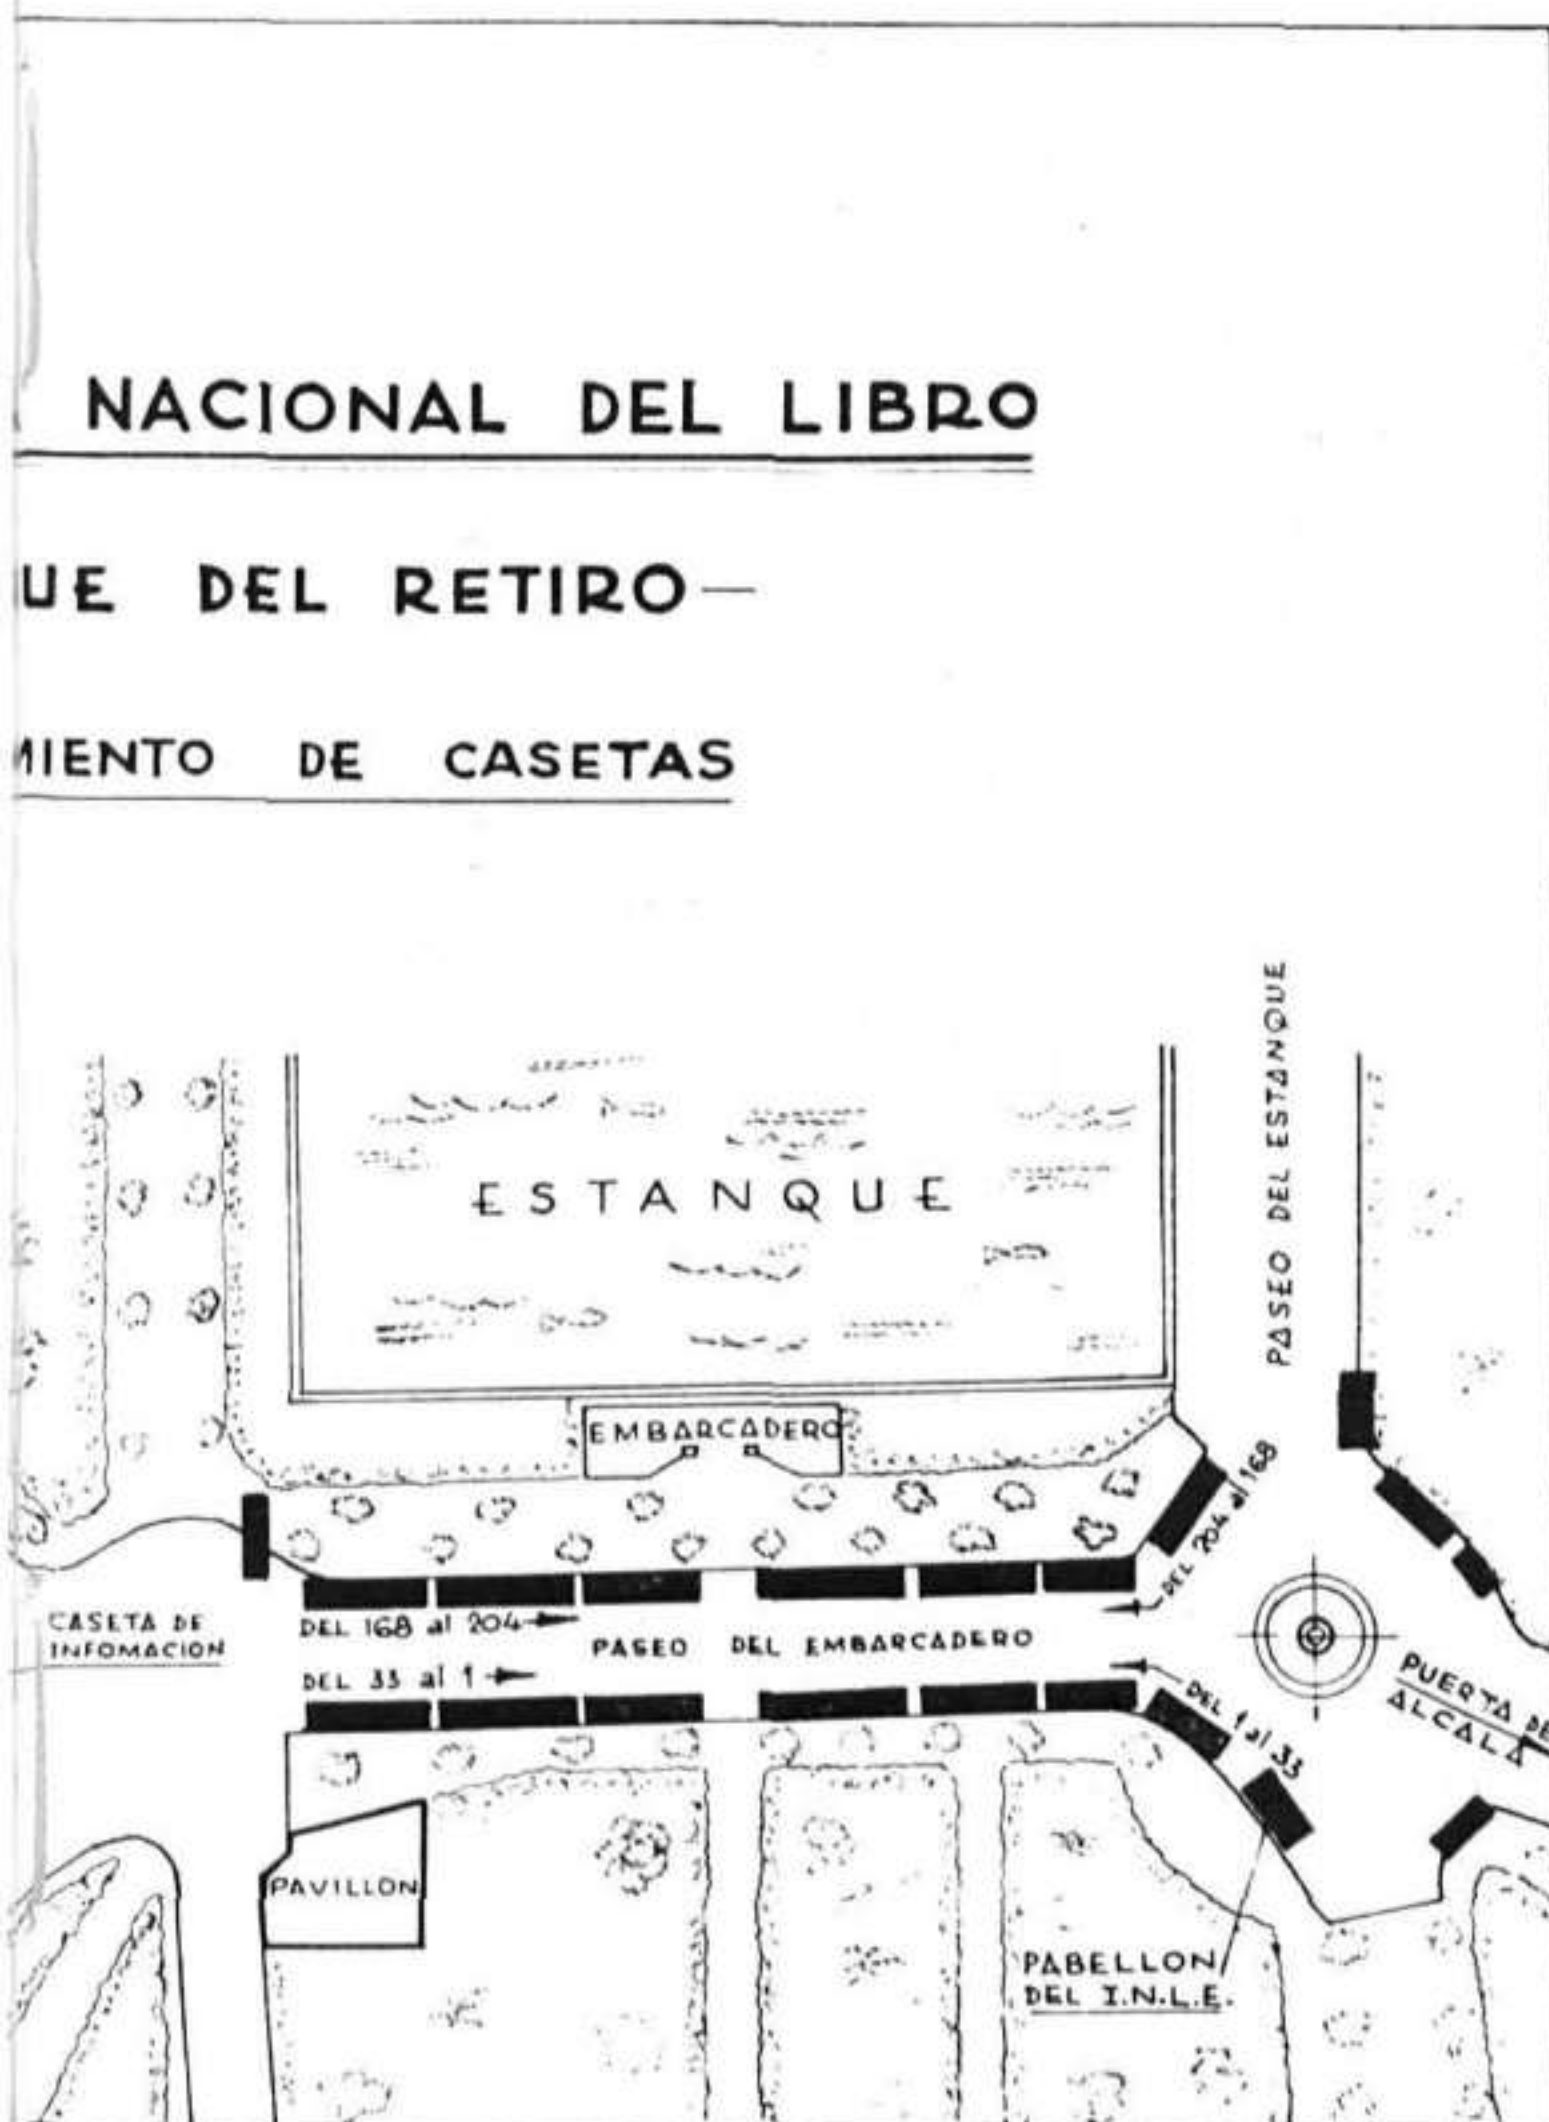 NACIONAL DEL LIBRO
UE DEL RETIRO—
MIENTO DE CASETAS
PASEO DEL ESTANQUE
ESTANQUE
EMBARCADERO
DEL 204 al 168
CASETA DE
INFOMACION
DEL 168 al 204
PASEO DEL EMBARCADERO
DEL 33 al 1
DEL 1 al 33
PUERTA DE
ALCALA
PAVILLON
PABELLON
DEL I.N.L.E.